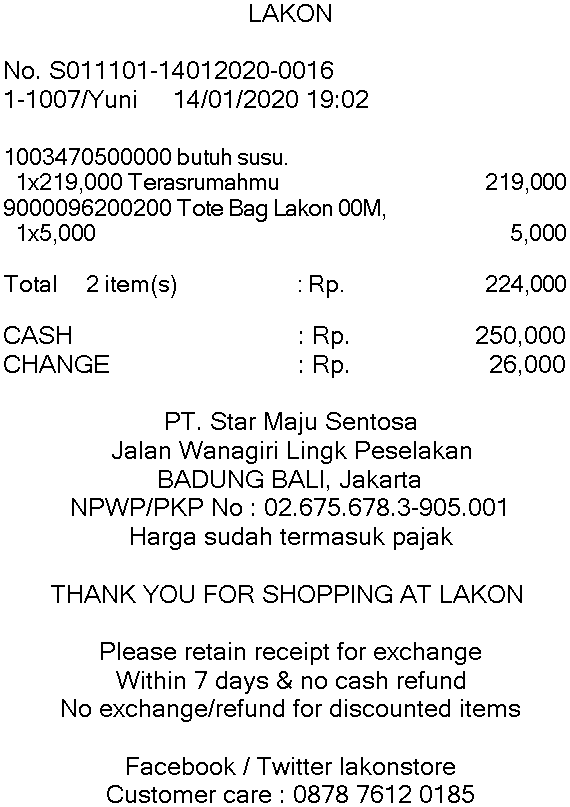 LAKON
No. S011101-14012020-0016
1-1007/Yuni 14/01/2020 19:02
1003470500000 butuh susu.
1x219,000 Terasrumahmu 219,000
9000096200200 Tote Bag Lakon 00M,
1x5,000 5,000
Total 2 item(s) : Rp. 224,000
CASH : Rp. 250,000
CHANGE : Rp. 26,000
PT. Star Maju Sentosa
Jalan Wanagiri Lingk Peselakan
BADUNG BALI, Jakarta
NPWP/PKP No : 02.675.678.3-905.001
Harga sudah termasuk pajak
THANK YOU FOR SHOPPING AT LAKON
Please retain receipt for exchange
Within 7 days & no cash refund
No exchange/refund for discounted items
Facebook / Twitter lakonstore
Customer care : 0878 7612 0185